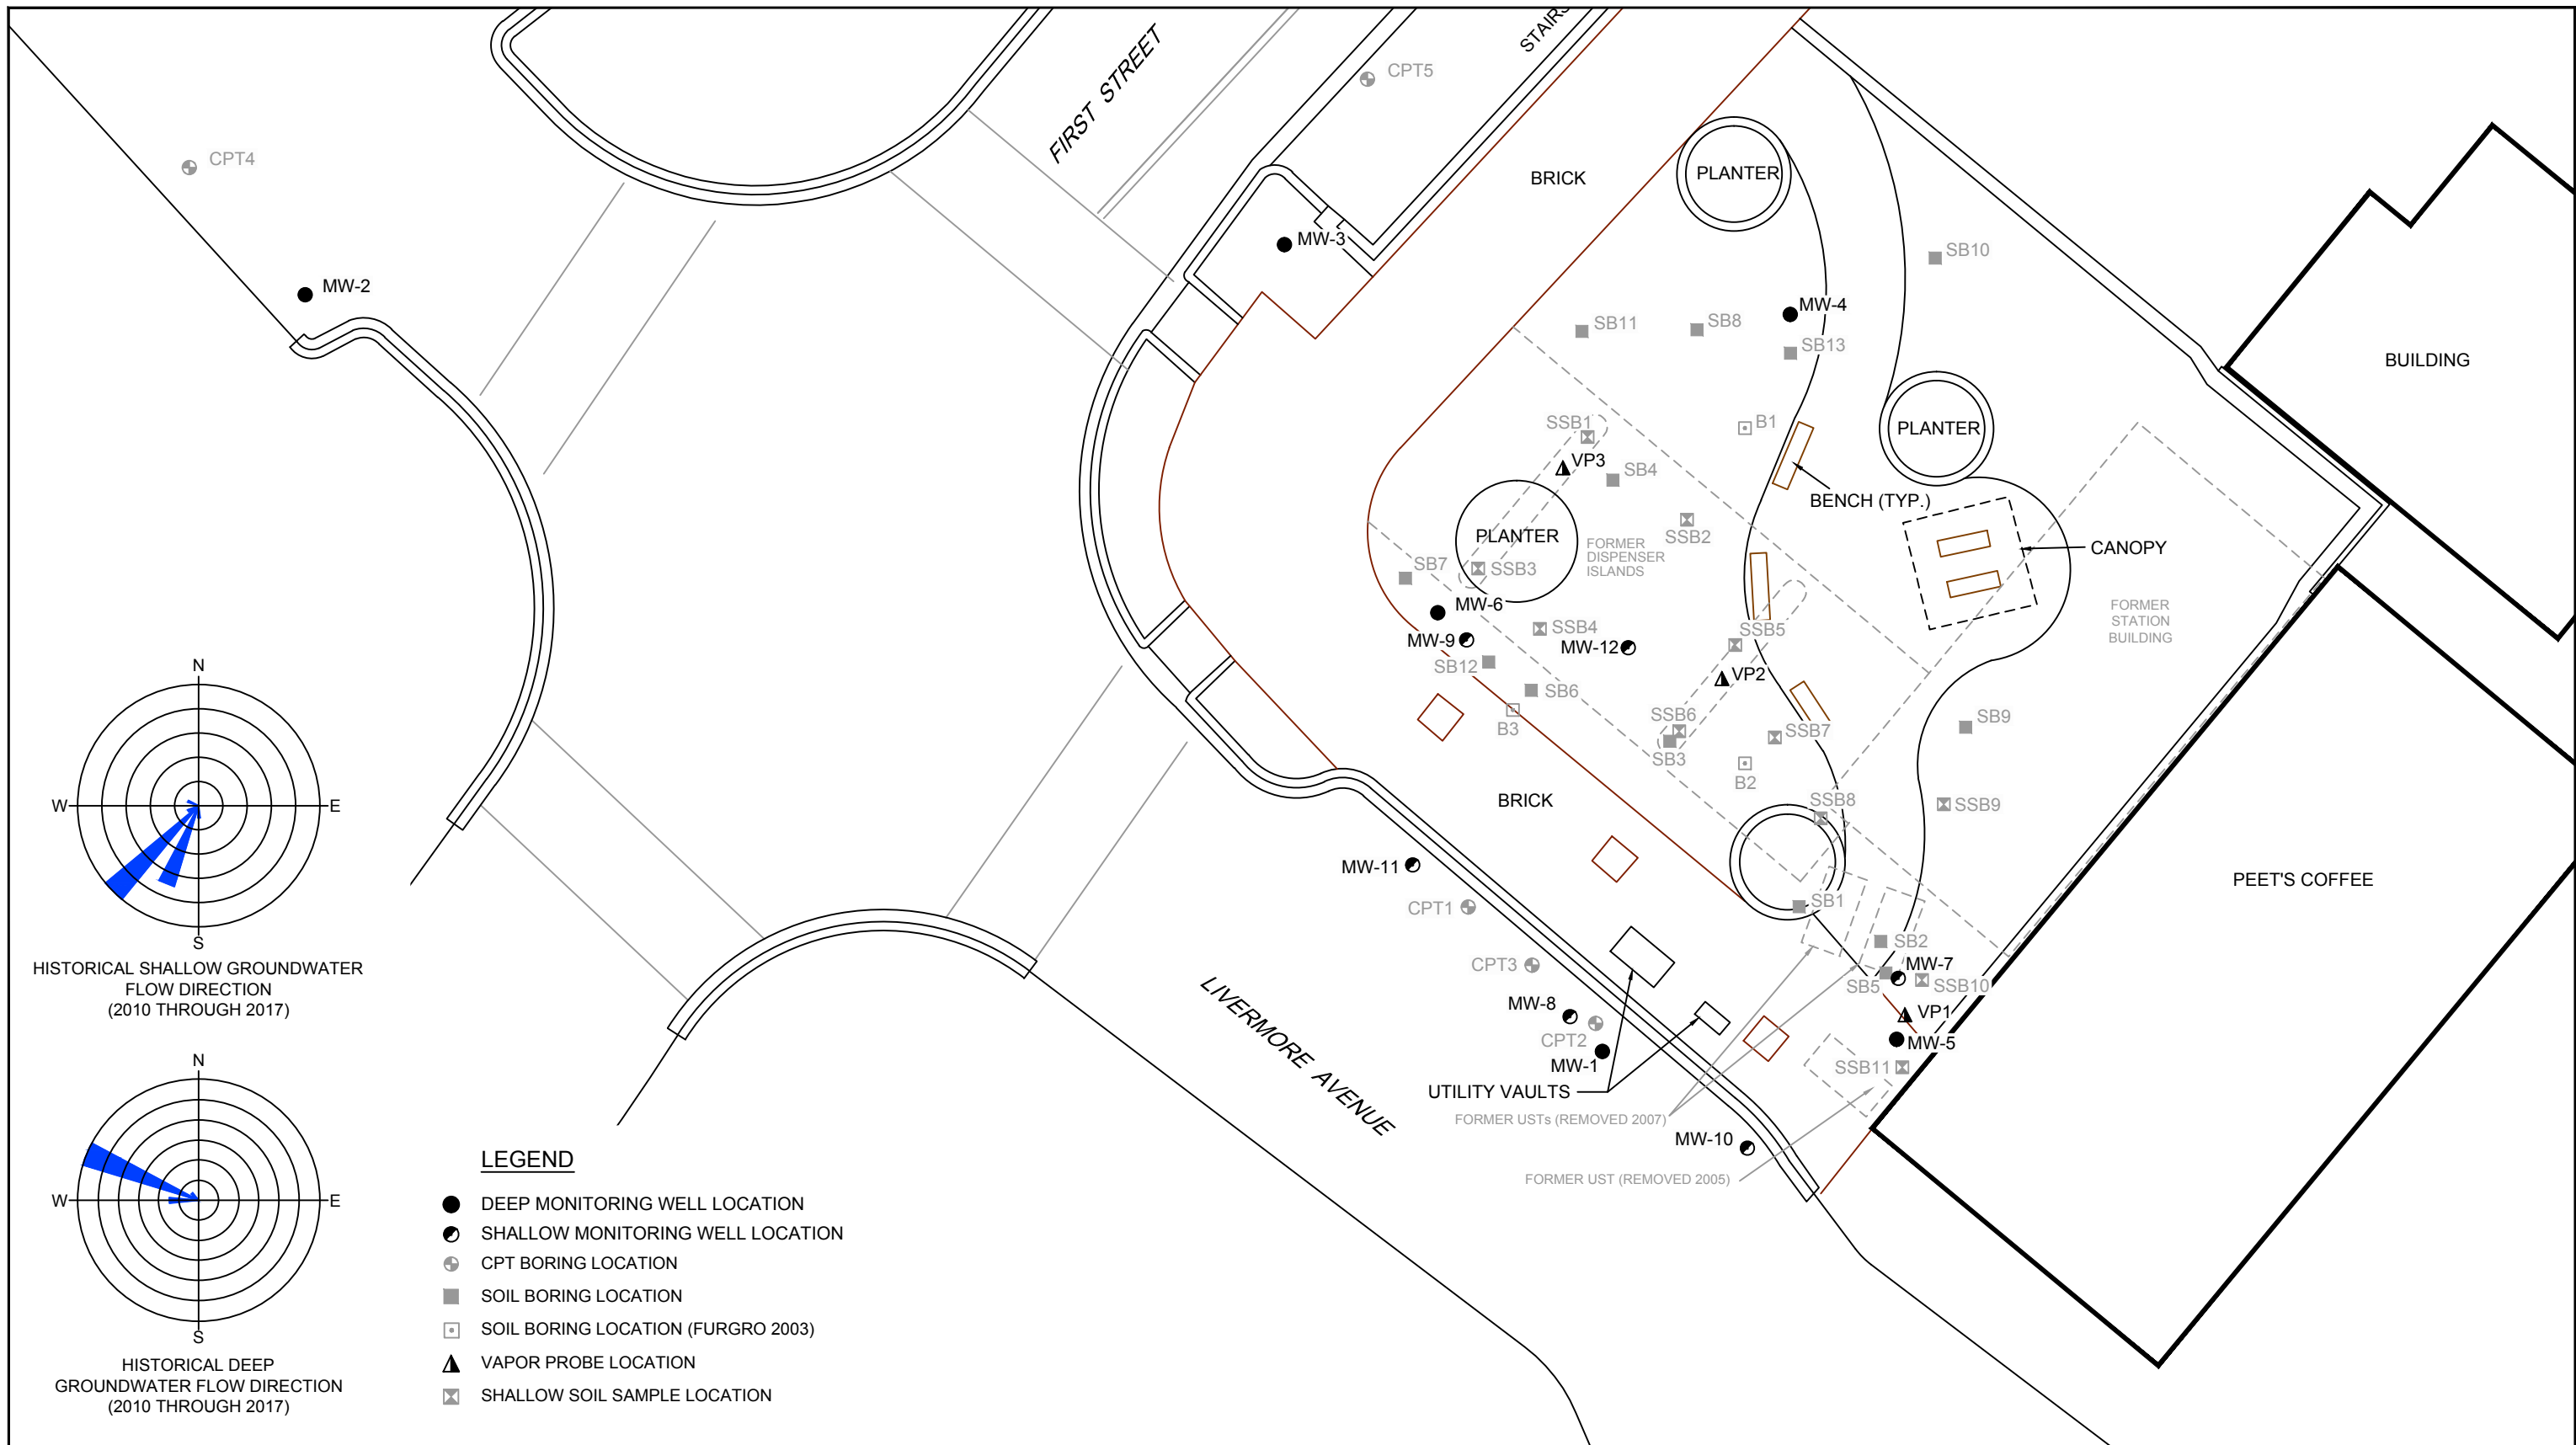 STAIRS
FIRST STREET
CPT5
CPT4
BRICK
PLANTER
MW-3
SB10
MW-2
MW-4
SB11
SB8
SB13
BUILDING
SSB1
B1
PLANTER
VP3
SB4
BENCH (TYP.)
PLANTER
SSB2
FORMER
DISPENSER
ISLANDS
CANOPY
SB7
SSB3
MW-6
FORMER
STATION
BUILDING
MW-9
SSB4
MW-12
SSB5
SB12
VP2
SB6
SSB6
B3
SB3
SSB7
SB9
B2
BRICK
SSB8
SSB9
MW-11
PEET'S COFFEE
CPT1
SB1
SB2
CPT3
MW-7
SB5
SSB10
MW-8
VP1
CPT2
MW-1
MW-5
SSB11
LIVERMORE AVENUE
UTILITY VAULTS
FORMER USTs (REMOVED 2007)
MW-10
FORMER UST (REMOVED 2005)
N
W
E
S
HISTORICAL SHALLOW GROUNDWATER
FLOW DIRECTION
(2010 THROUGH 2017)
N
W
E
S
HISTORICAL DEEP
GROUNDWATER FLOW DIRECTION
(2010 THROUGH 2017)
LEGEND
DEEP MONITORING WELL LOCATION
SHALLOW MONITORING WELL LOCATION
CPT BORING LOCATION
SOIL BORING LOCATION
SOIL BORING LOCATION (FURGRO 2003)
VAPOR PROBE LOCATION
SHALLOW SOIL SAMPLE LOCATION